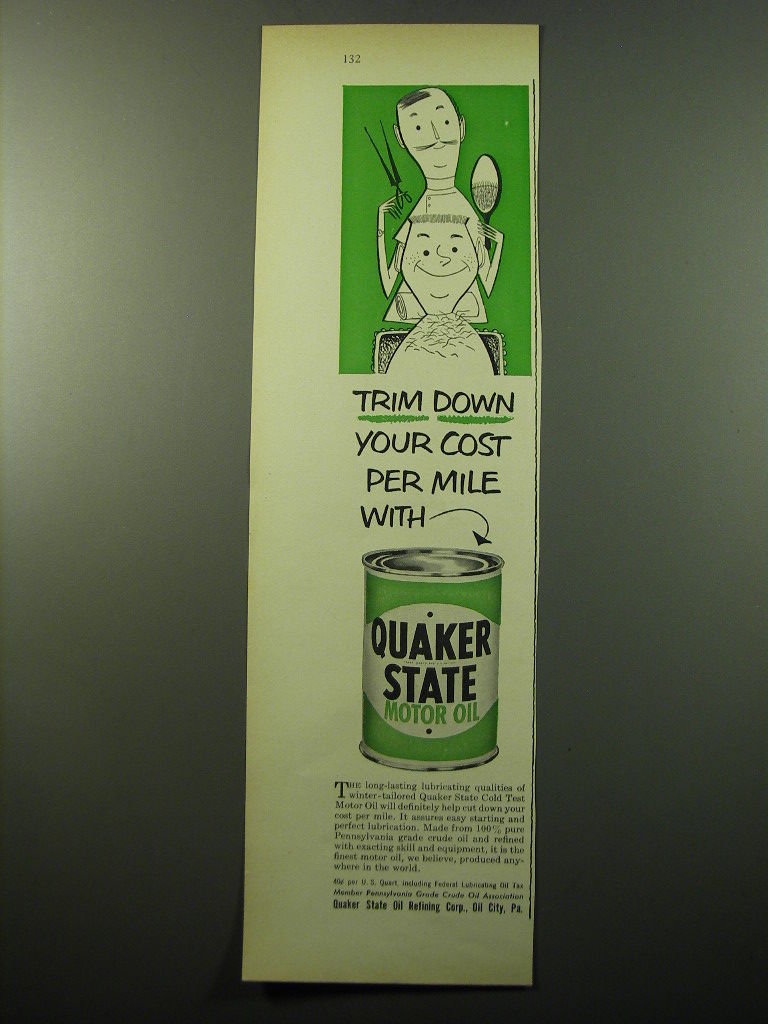 132
TRIM DOWN
YOUR COST
PER MILE
WITH
QUAKER
STATE
MOTOR OIL
THE long-lasting lubricating qualities of
winter-tailored Quaker State Cold Test
Motor Oil will definitely help cut down your
cost per mile. It assures easy starting and
perfect lubrication. Made from 100% pure
Pennsylvania grade crude oil and refined
with exacting skill and equipment, it is the
finest motor oil, we believe, produced any-
where in the world.
40¢ per U. S. Quart, including Federal Lubricating Oil Tax
Member Pennsylvania Grade Crude Oil Association
Quaker State Oil Refining Corp., Oil City, Pa.